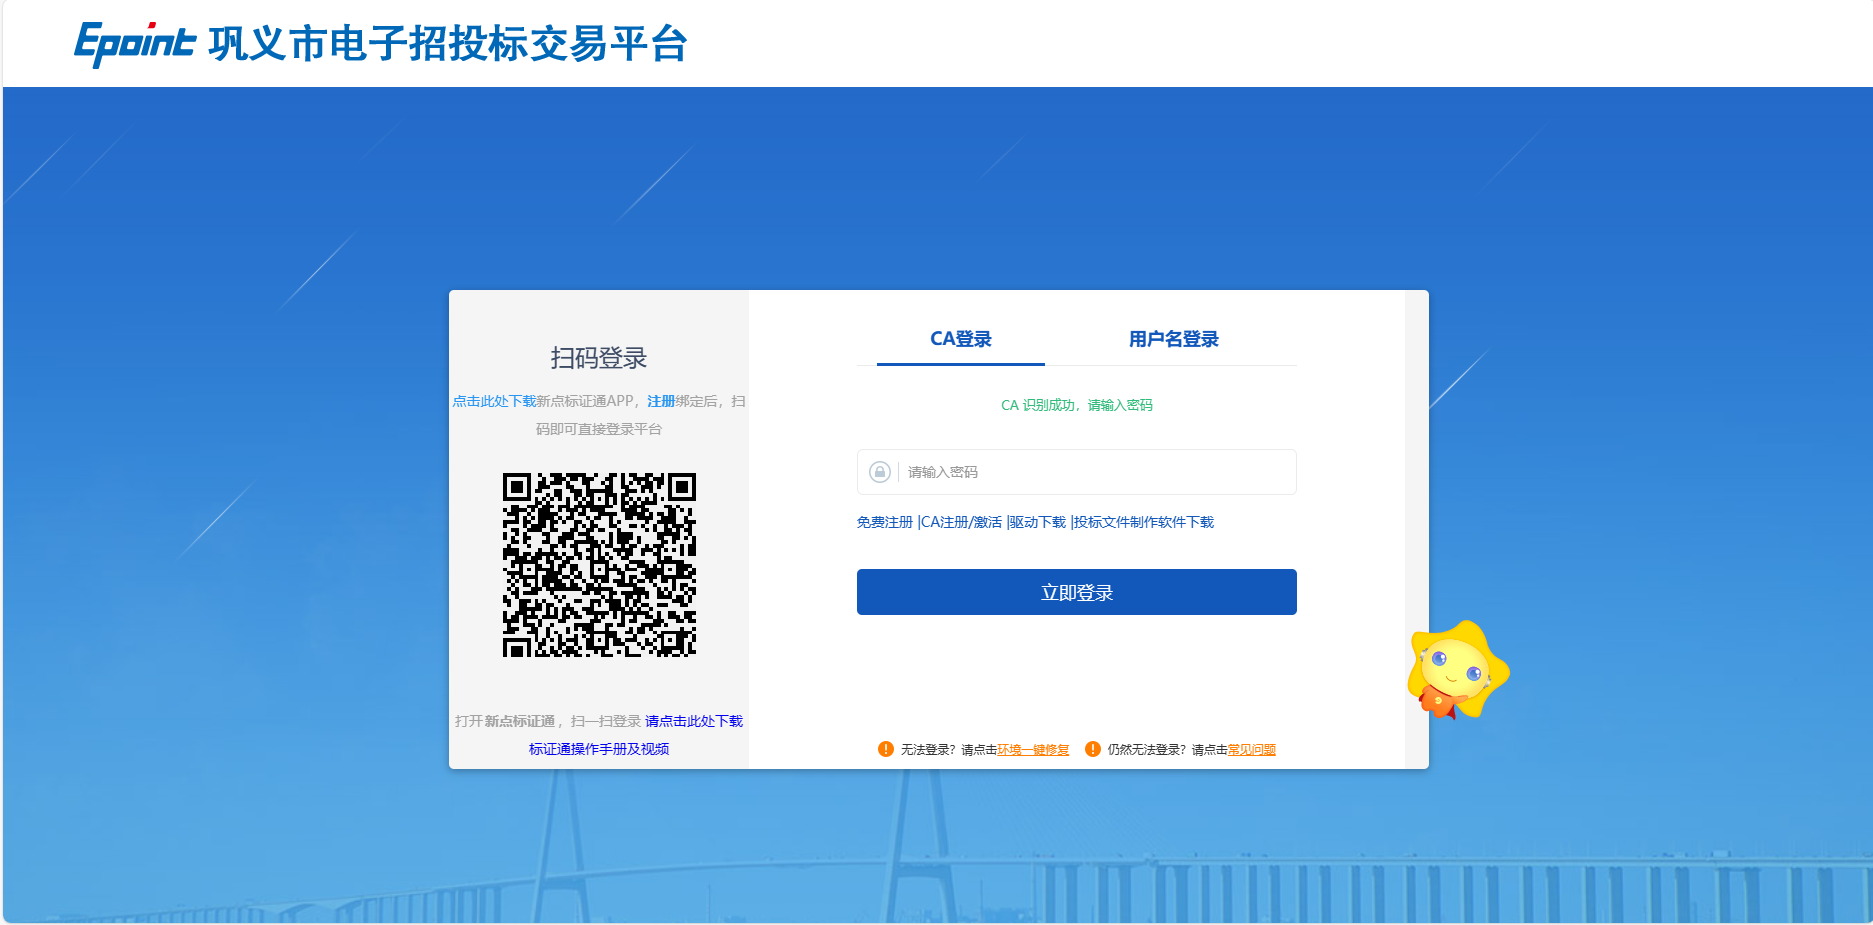 Epoint 巩义市电子招投标交易平台
扫码登录
点击此处下载新点标证通APP，注册绑定后，扫
码即可直接登录平台
打开新点标证通，扫一扫登录 请点击此处下载
标证通操作手册及视频
CA登录 用户名登录
CA 识别成功，请输入密码
请输入密码
免费注册 |CA注册/激活 |驱动下载 |投标文件制作软件下载
立即登录
无法登录？请点击环境一键修复 仍然无法登录？请点击常见问题